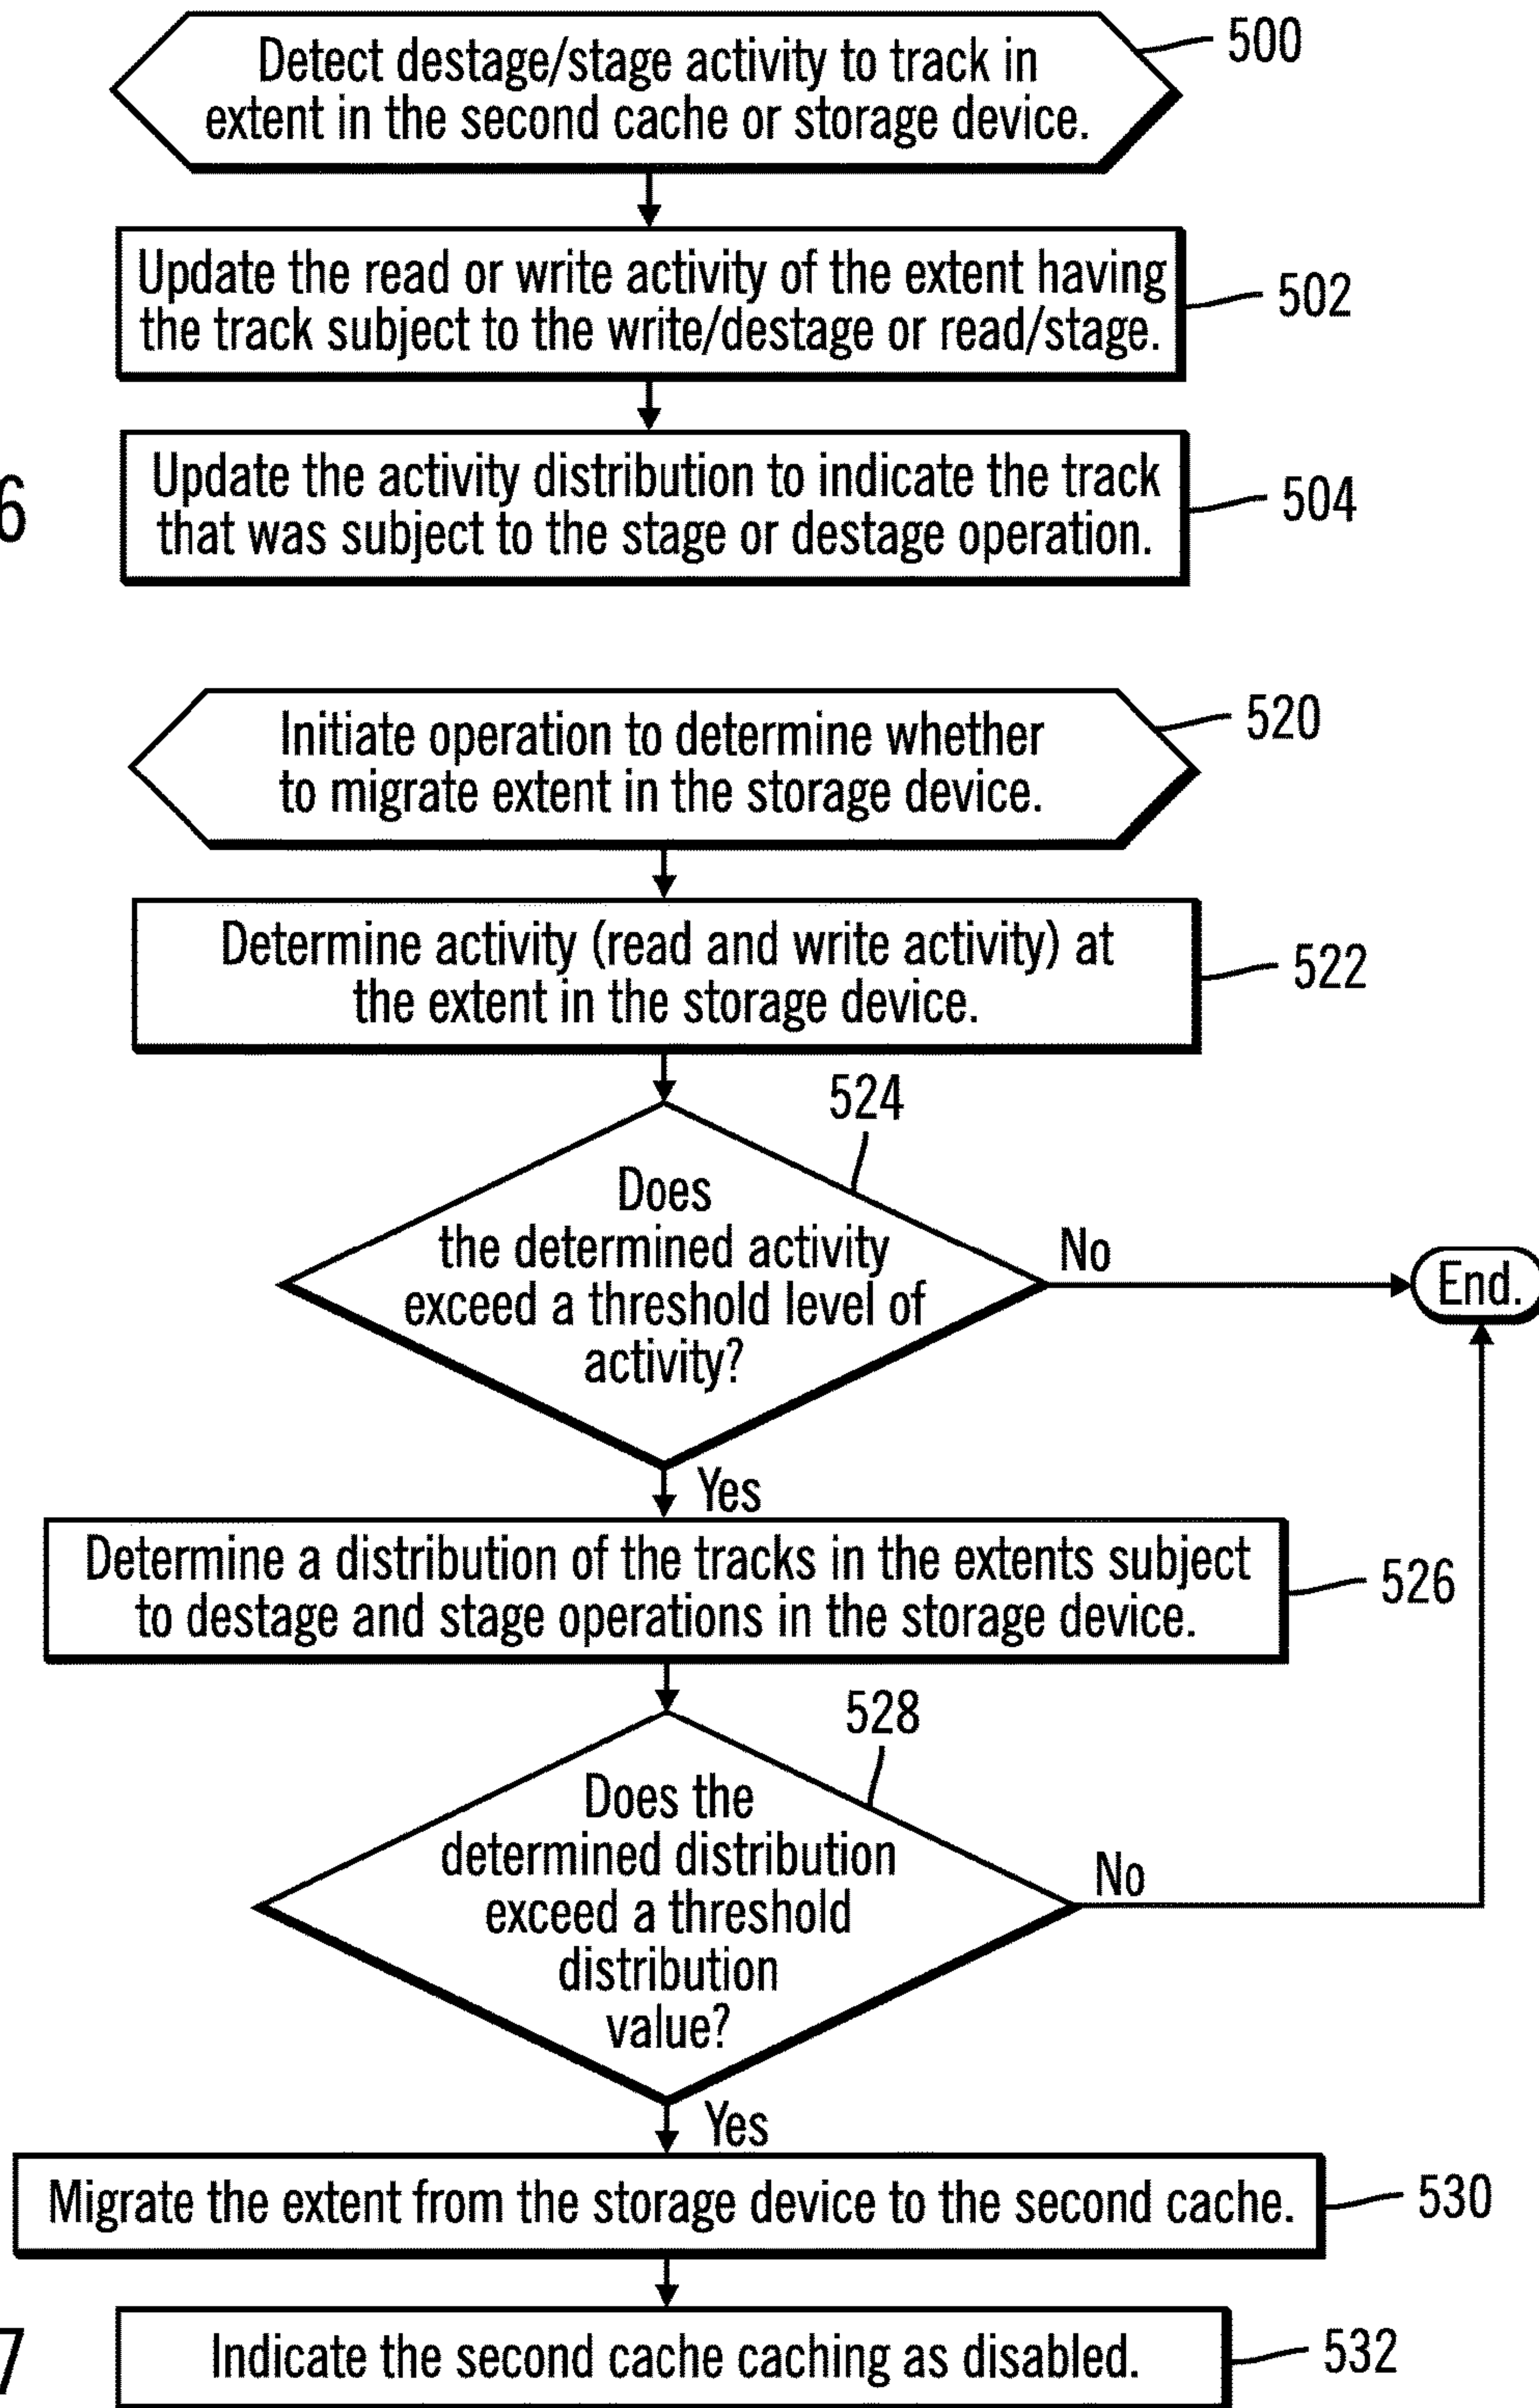 Detect destage/stage activity to track in
extent in the second cache or storage device.
500
Update the read or write activity of the extent having
the track subject to the write/destage or read/stage.
502
6
Update the activity distribution to indicate the track
that was subject to the stage or destage operation.
504
Initiate operation to determine whether
to migrate extent in the storage device.
520
Determine activity (read and write activity) at
the extent in the storage device.
522
524
Does
the determined activity
exceed a threshold level of
activity?
No
End.
Yes
Determine a distribution of the tracks in the extents subject
to destage and stage operations in the storage device.
526
528
Does the
determined distribution
exceed a threshold
distribution
value?
No
Yes
Migrate the extent from the storage device to the second cache.
530
7
Indicate the second cache caching as disabled.
532